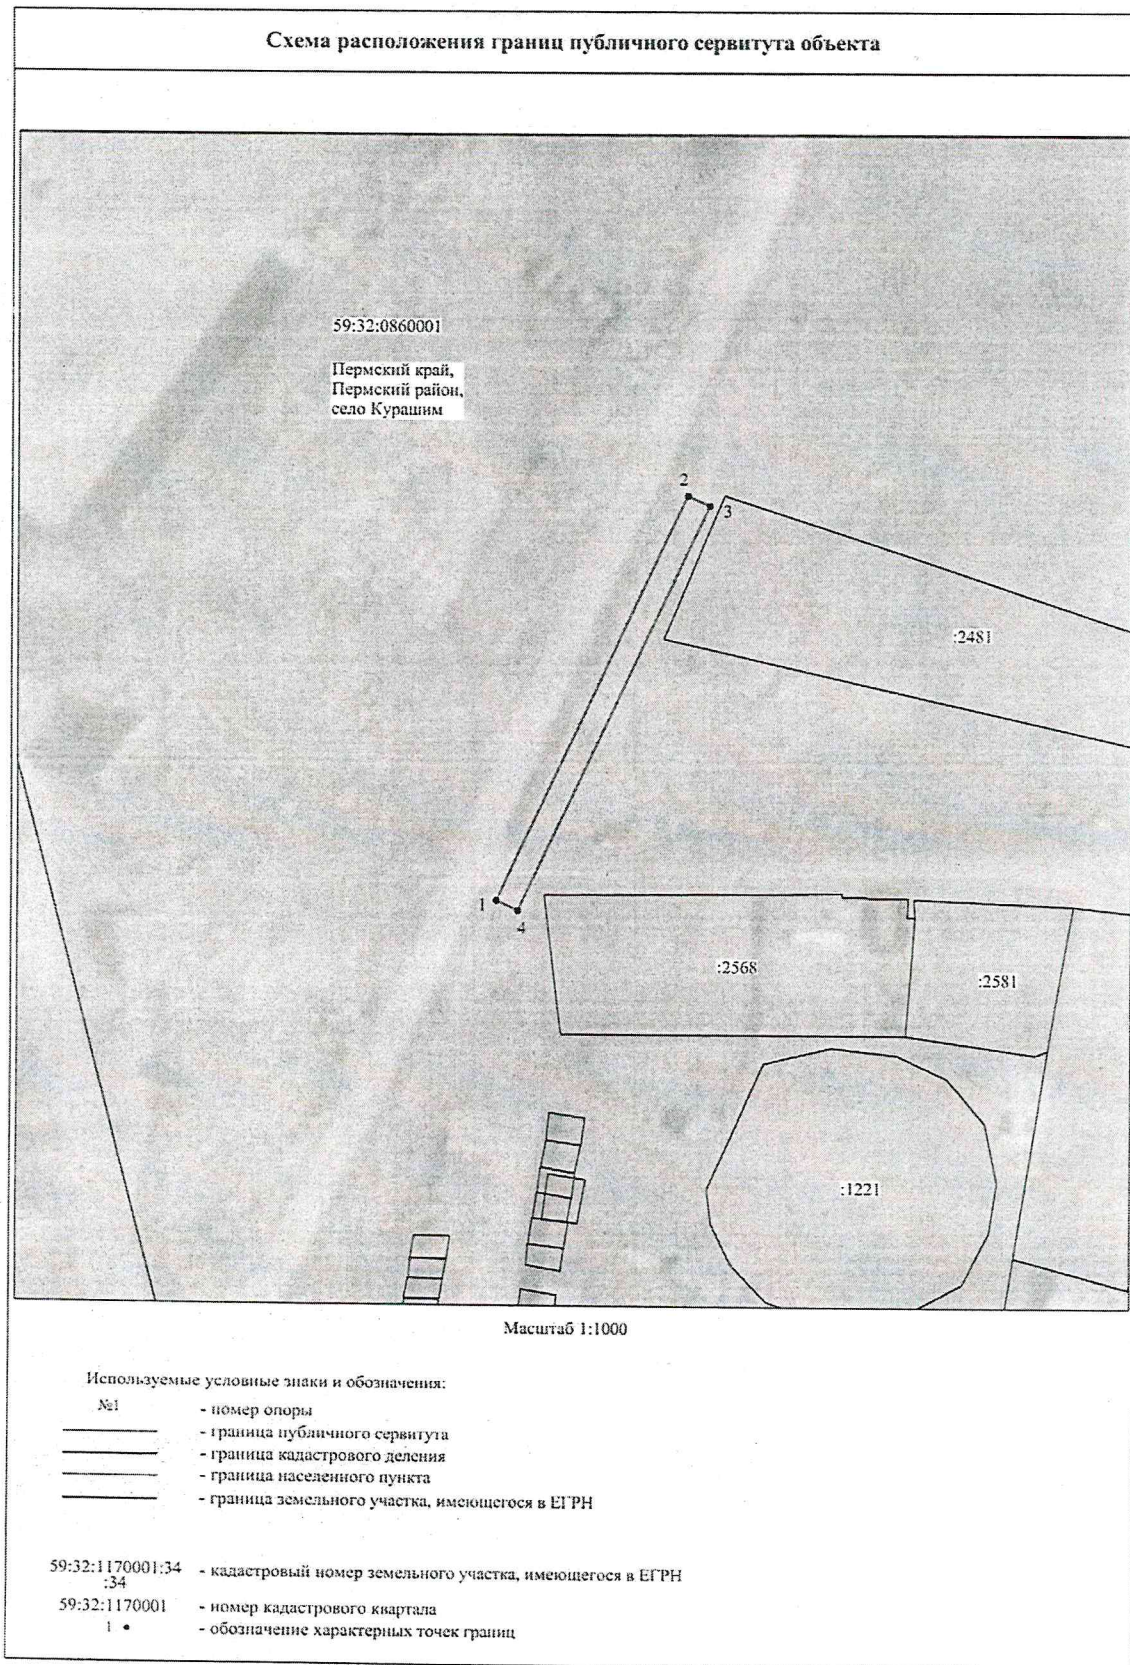 Схема расположения границ публичного сервитута объекта
59:32:0860001
Пермский край,
Пермский район,
село Курашим
2
3
:2481
1
4
:2568
:2581
:1221
Масштаб 1:1000
Используемые условные знаки и обозначения:
№1 - номер опоры
- граница публичного сервитута
- граница кадастрового деления
- граница населенного пункта
- граница земельного участка, имеющегося в ЕГРН
59:32:1170001:34 - кадастровый номер земельного участка, имеющегося в ЕГРН
:34
59:32:1170001 - номер кадастрового квартала
1 • - обозначение характерных точек границ